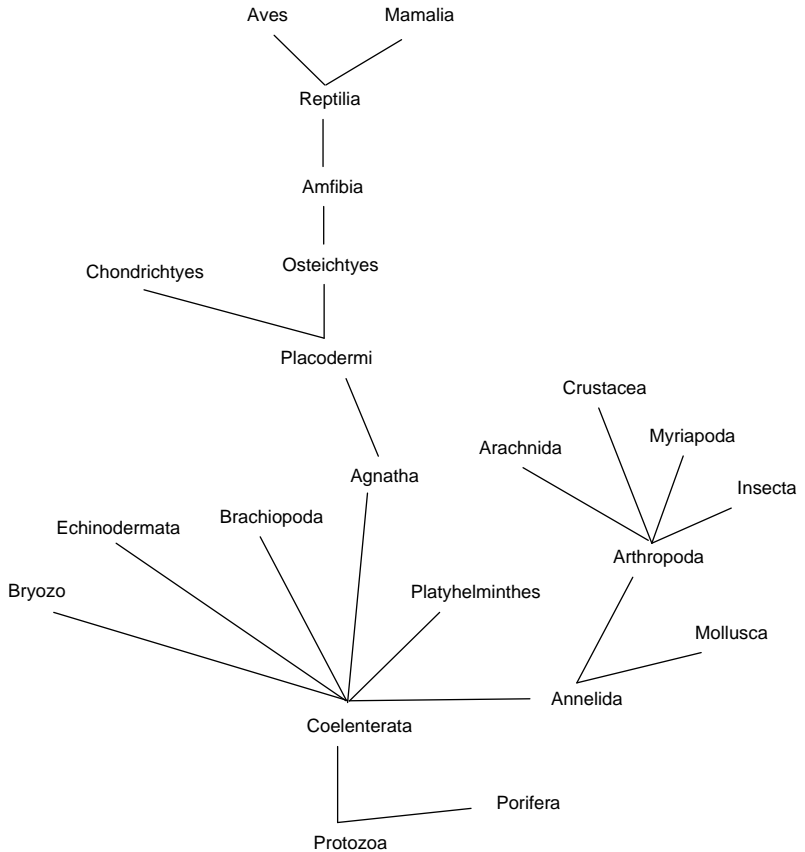 Aves
Mamalia
Reptilia
Amfibia
Chondrichtyes
Osteichtyes
Placodermi
Crustacea
Arachnida
Myriapoda
Agnatha
Insecta
Echinodermata
Brachiopoda
Arthropoda
Bryozo
Platyhelminthes
Mollusca
Annelida
Coelenterata
Porifera
Protozoa